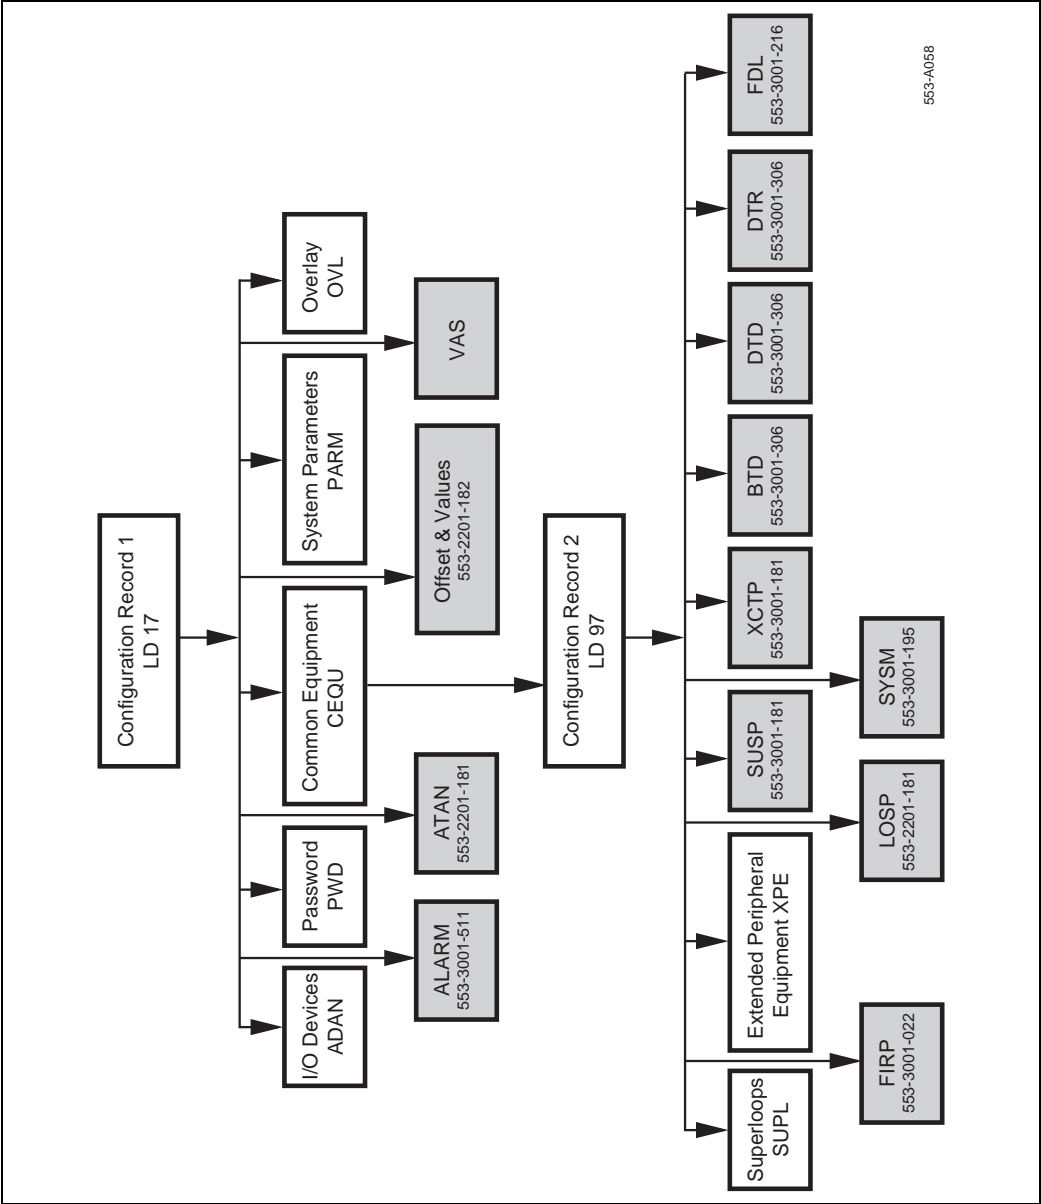 Configuration Record 1
LD 17
I/O Devices
ADAN
Password
PWD
Common Equipment
CEQU
System Parameters
PARM
Overlay
OVL
ALARM
553-3001-511
ATAN
553-2201-181
Offset & Values
553-2201-182
VAS
Configuration Record 2
LD 97
Superloops
SUPL
Extended Peripheral
Equipment XPE
SUSP
553-3001-181
XCTP
553-3001-181
BTD
553-3001-306
DTD
553-3001-306
DTR
553-3001-306
FDL
553-3001-216
FIRP
553-3001-022
LOSP
553-2201-181
SYSM
553-3001-195
553-A058